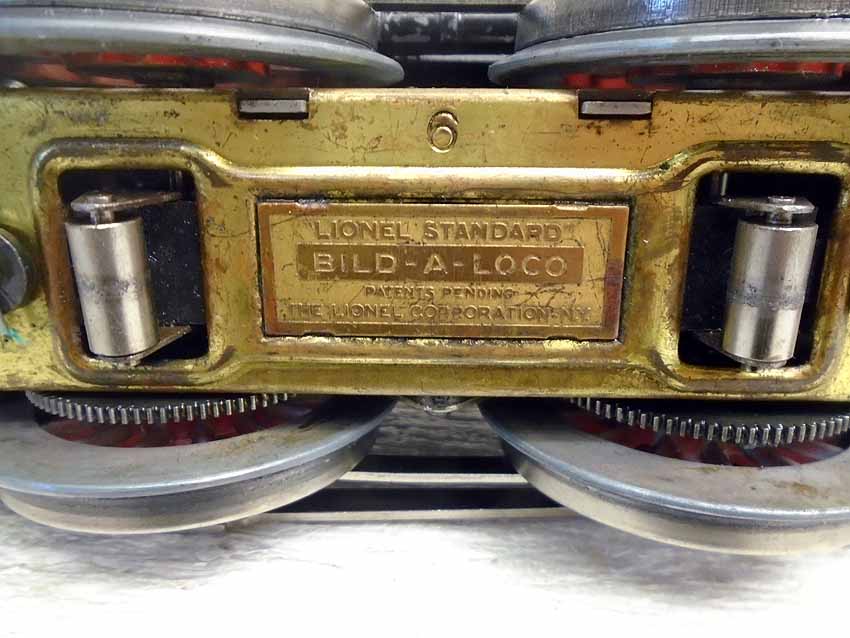 6
"LIONEL STANDARD"
BILD-A-LOCO
PATENTS PENDING
THE LIONEL CORPORATION-N.Y.